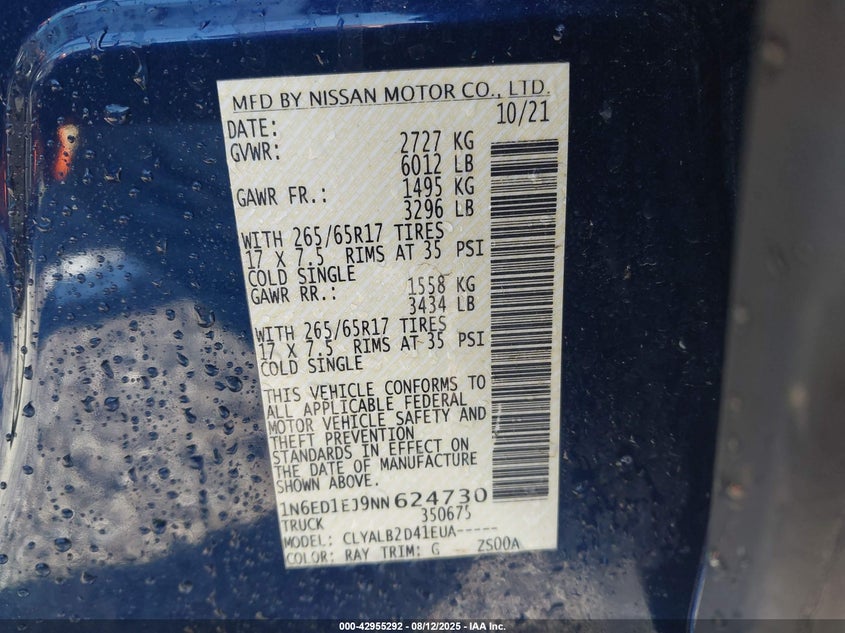 MFD BY NISSAN MOTOR CO., LTD.
DATE: 10/21
GVWR: 2727 KG
6012 LB
GAWR FR.: 1495 KG
3296 LB
WITH 265/65R17 TIRES
17 X 7.5 RIMS AT 35 PSI
COLD SINGLE
GAWR RR.: 1558 KG
3434 LB
WITH 265/65R17 TIRES
17 X 7.5 RIMS AT 35 PSI
COLD SINGLE
THIS VEHICLE CONFORMS TO
ALL APPLICABLE FEDERAL
MOTOR VEHICLE SAFETY AND
THEFT PREVENTION
STANDARDS IN EFFECT ON
THE DATE OF MANUFACTURE
SHOWN ABOVE.
1N6ED1EJ9NN624730
TRUCK 350675
MODEL: CLYALB2D41EUA-----
COLOR: RAY TRIM: G ZS00A
000-42955292 - 08/12/2025 - IAA Inc.